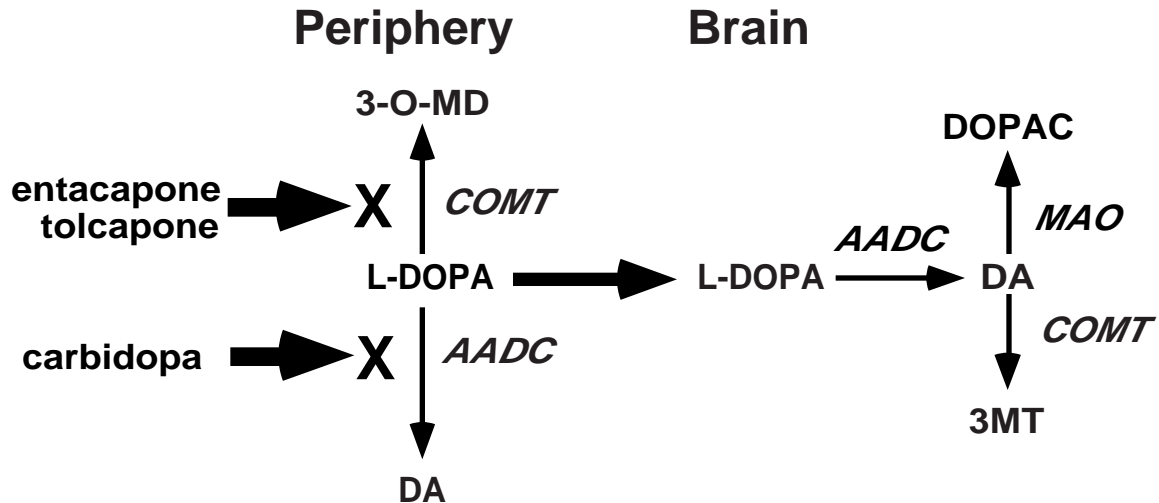 Periphery Brain
3-O-MD
DOPAC
entacapone
tolcapone
X
COMT
MAO
AADC
L-DOPA
L-DOPA
DA
COMT
carbidopa
X
AADC
3MT
DA